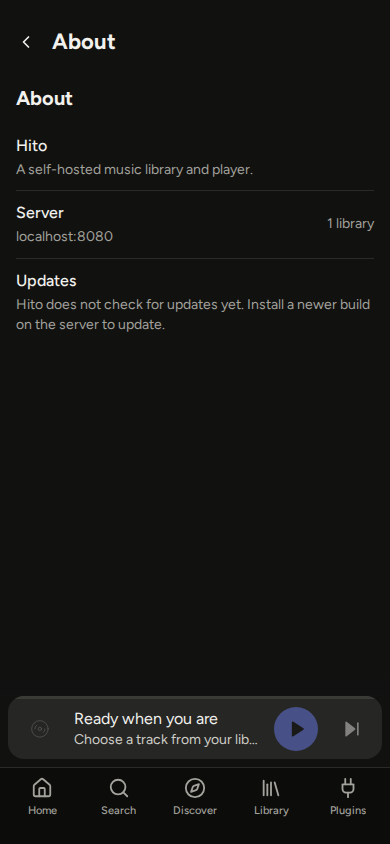 About
About
Hito
A self-hosted music library and player.
Server
localhost:8080
1 library
Updates
Hito does not check for updates yet. Install a newer build
on the server to update.
Ready when you are
Choose a track from your lib…
Home
Search
Discover
Library
Plugins